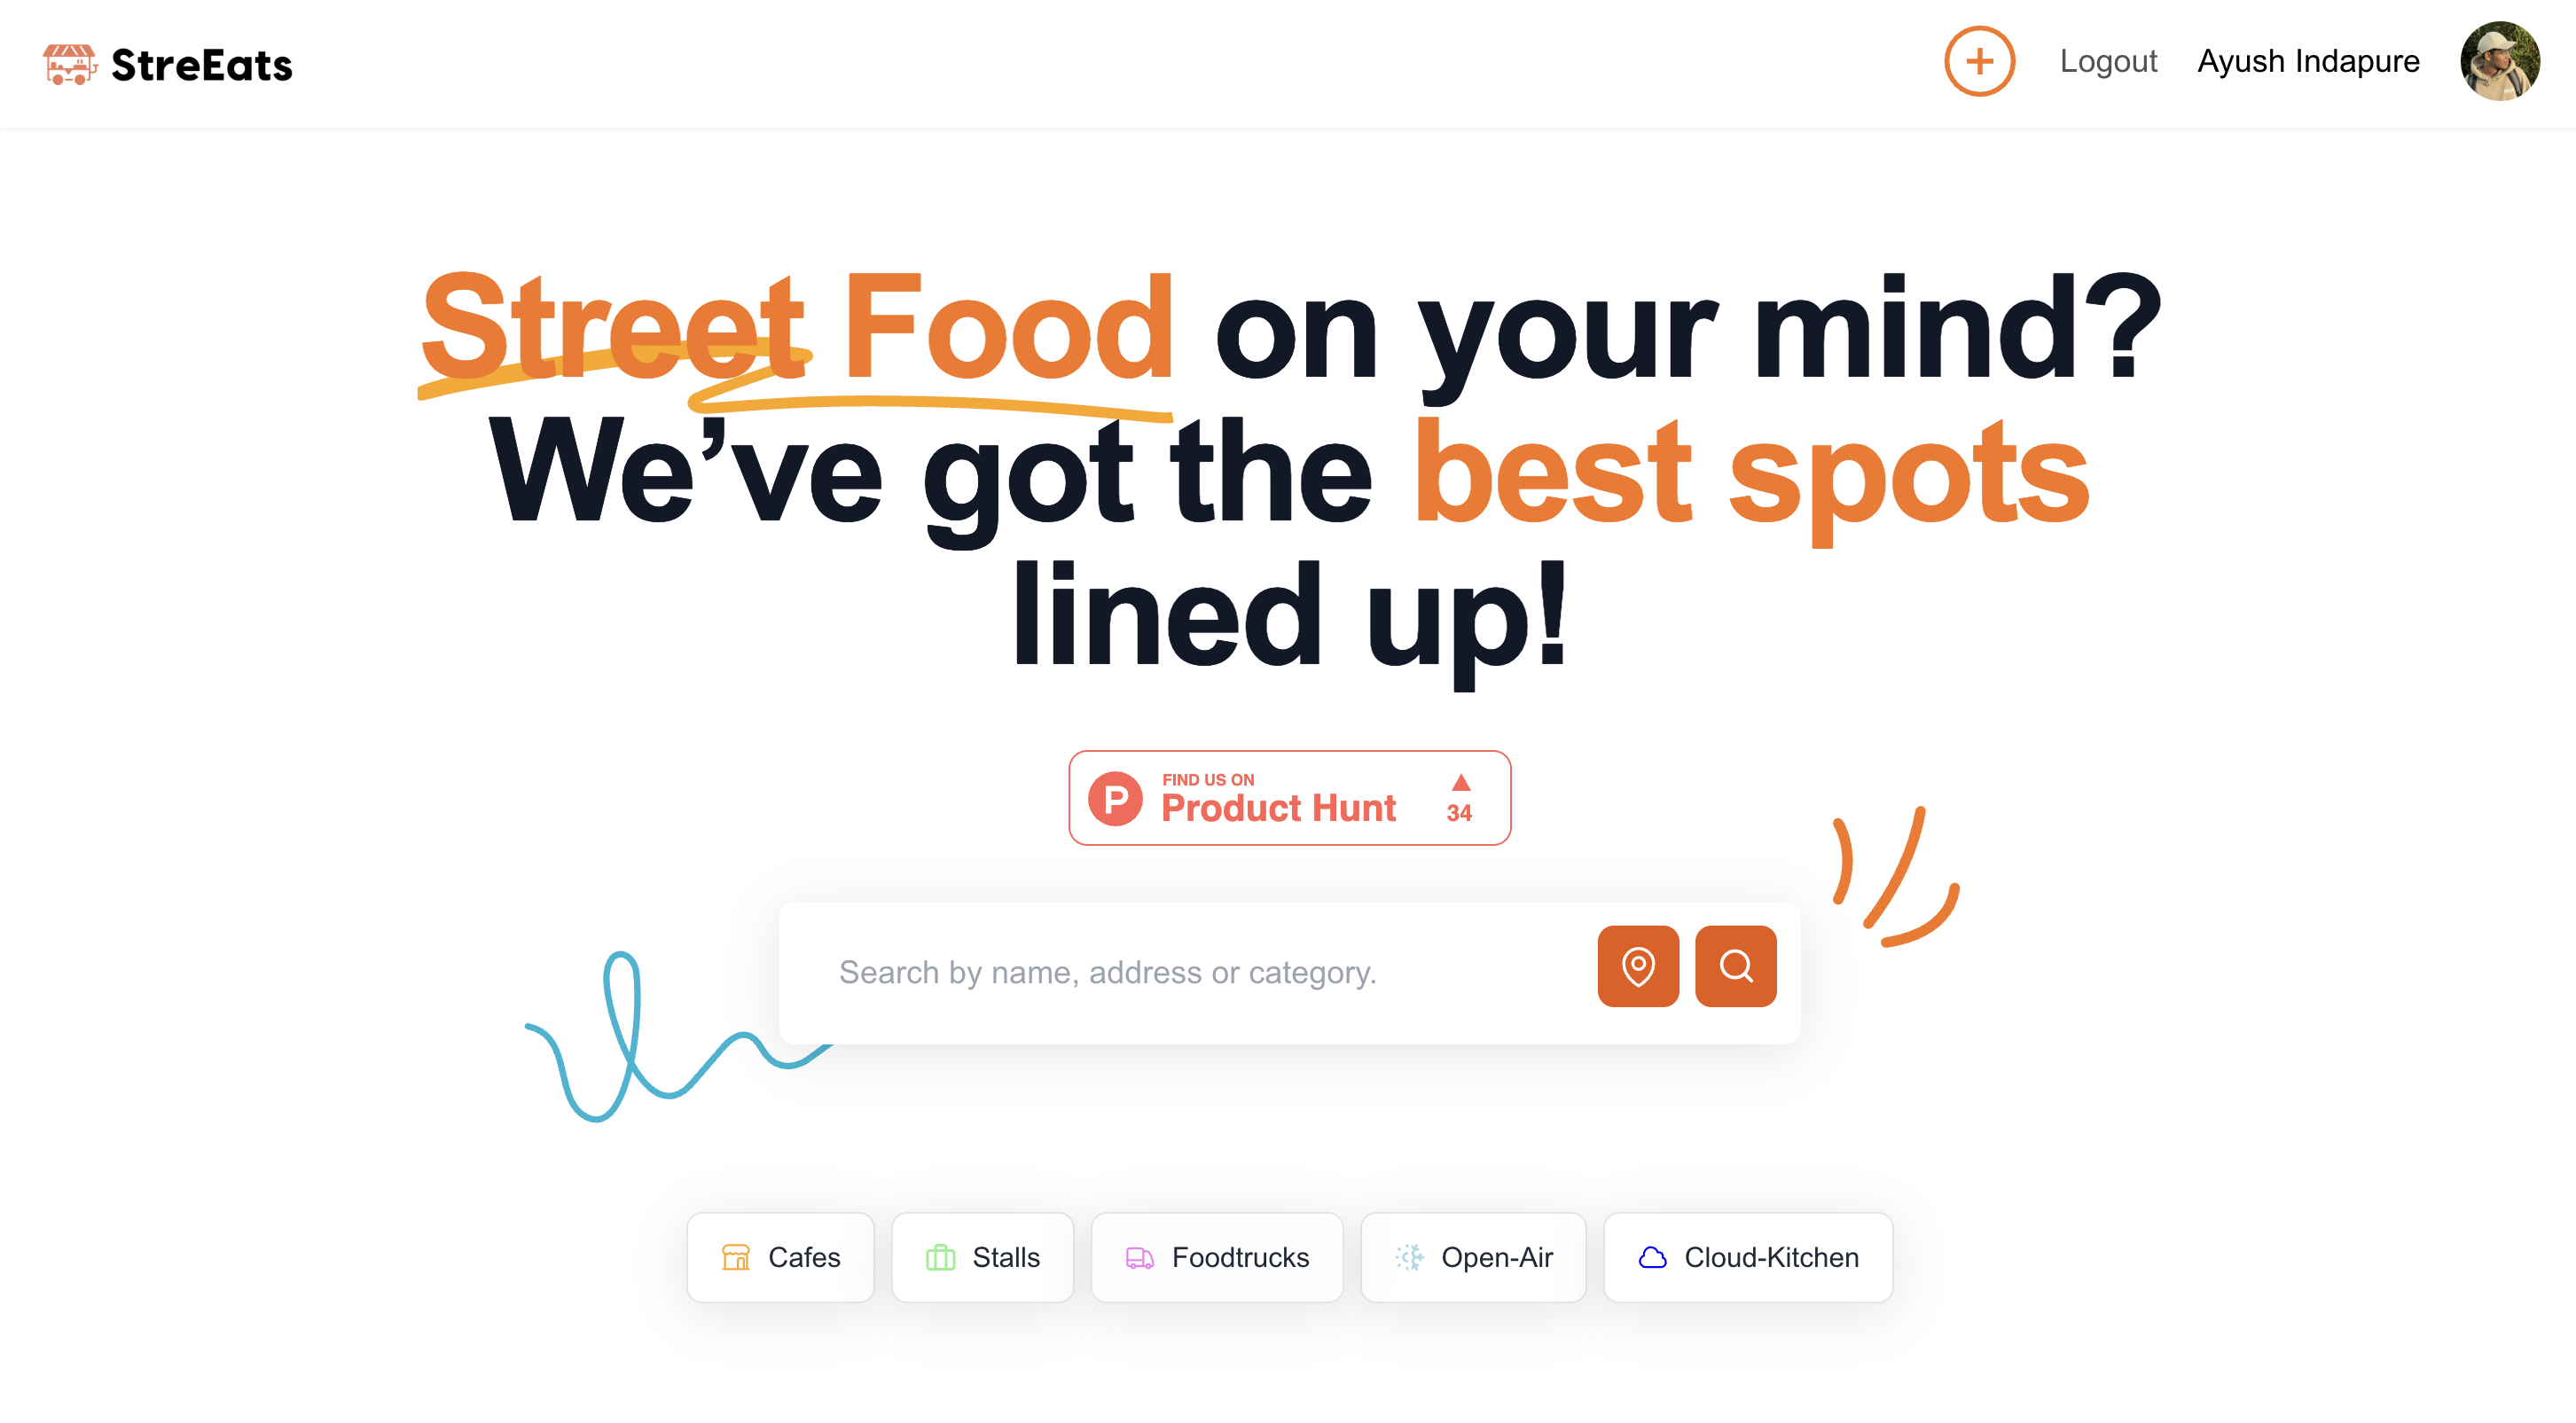 StreEats
Logout Ayush Indapure
Street Food on your mind?
We’ve got the best spots
lined up!
FIND US ON
Product Hunt
34
Search by name, address or category.
Cafes Stalls Foodtrucks Open-Air Cloud-Kitchen